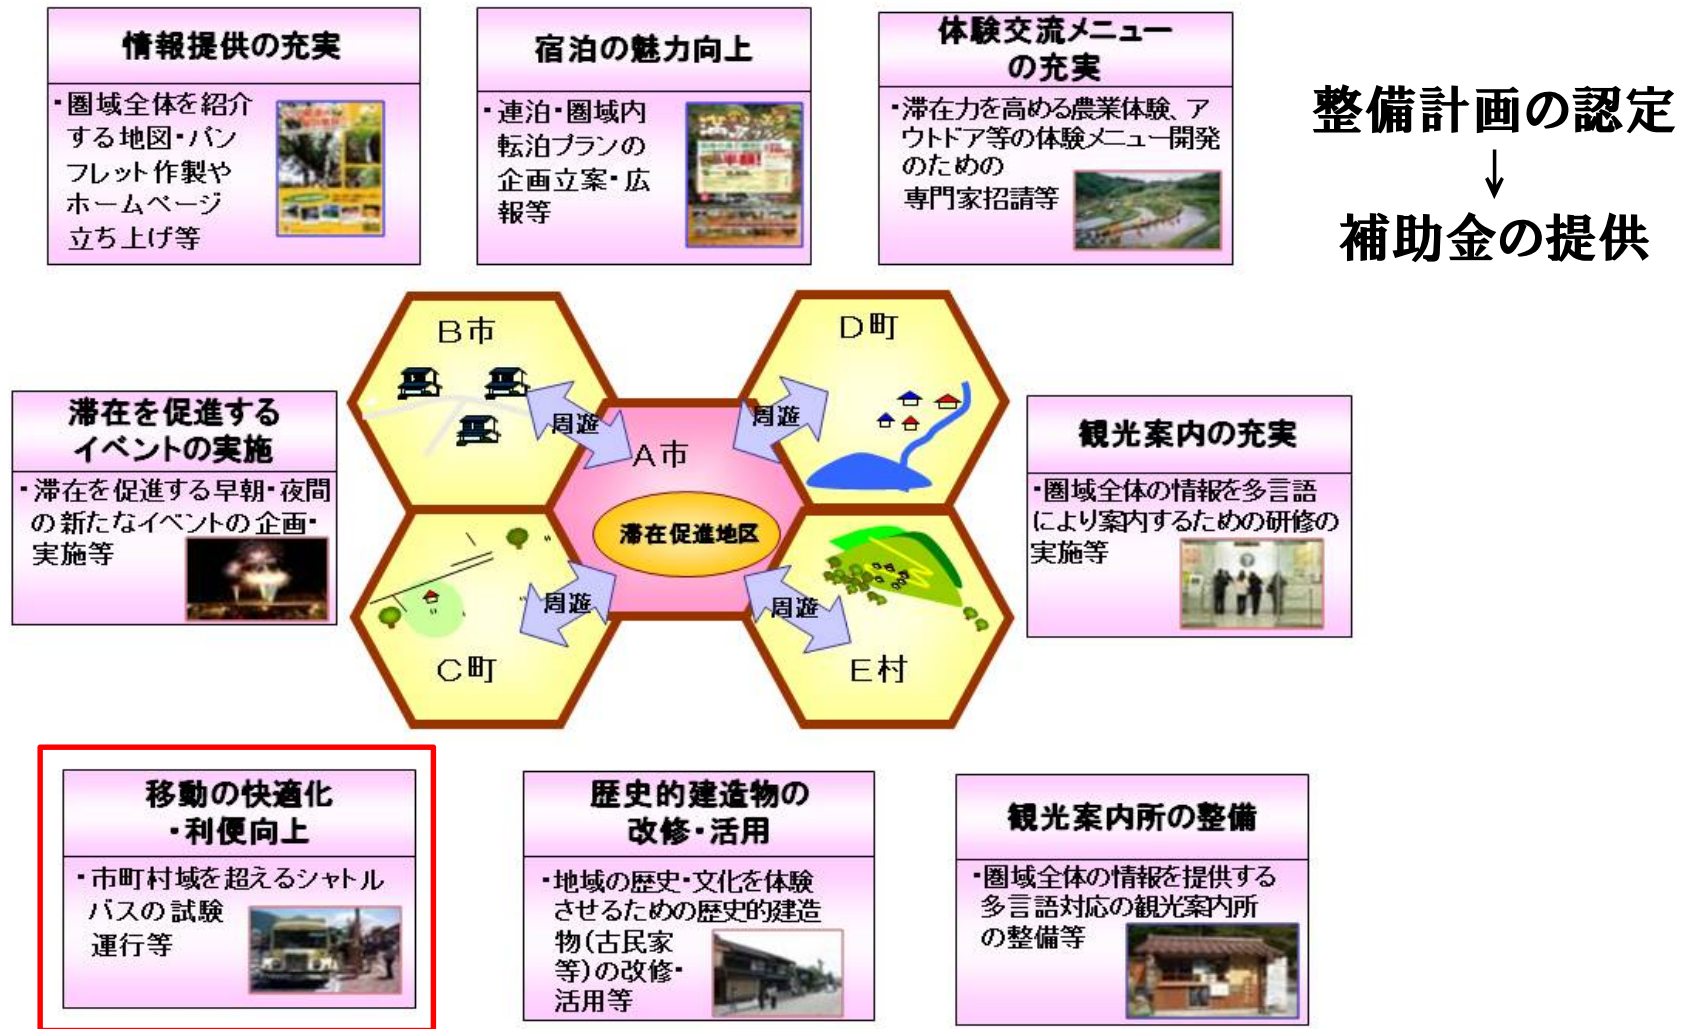 情報提供の充実
・圏域全体を紹介
する地図・パン
フレット作製や
ホームページ
立ち上げ等
宿泊の魅力向上
・連泊・圏域内
転泊プランの
企画立案・広
報等
体験交流メニュー
の充実
・滞在力を高める農業体験、ア
ウトドア等の体験メニュー開発
のための
専門家招請等
整備計画の認定
↓
補助金の提供
B市
D町
周遊
周遊
A市
滞在促進地区
周遊
周遊
C町
E村
滞在を促進する
イベントの実施
・滞在を促進する早朝・夜間
の新たなイベントの企画・
実施等
観光案内の充実
・圏域全体の情報を多言語
により案内するための研修の
実施等
移動の快適化
・利便向上
・市町村域を超えるシャトル
バスの試験
運行等
歴史的建造物の
改修・活用
・地域の歴史・文化を体験
させるための歴史的建造
物(古民家
等)の改修・
活用等
観光案内所の整備
・圏域全体の情報を提供する
多言語対応の観光案内所
の整備等